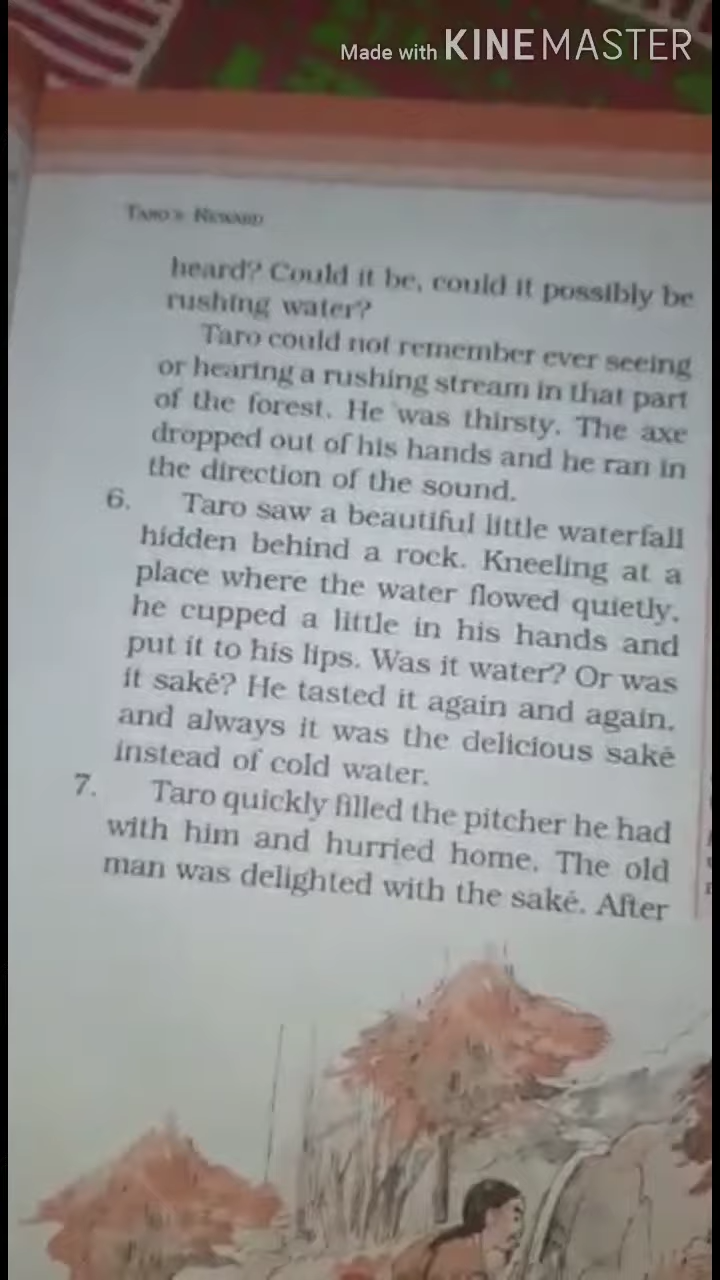 Made with KINEMASTER
TARO'S REWARD
heard? Could it be, could it possibly be
rushing water?
Taro could not remember ever seeing
or hearing a rushing stream in that part
of the forest. He was thirsty. The axe
dropped out of his hands and he ran in
the direction of the sound.
6. Taro saw a beautiful little waterfall
hidden behind a rock. Kneeling at a
place where the water flowed quietly,
he cupped a little in his hands and
put it to his lips. Was it water? Or was
it saké? He tasted it again and again,
and always it was the delicious saké
instead of cold water.
7. Taro quickly filled the pitcher he had
with him and hurried home. The old
man was delighted with the saké. After